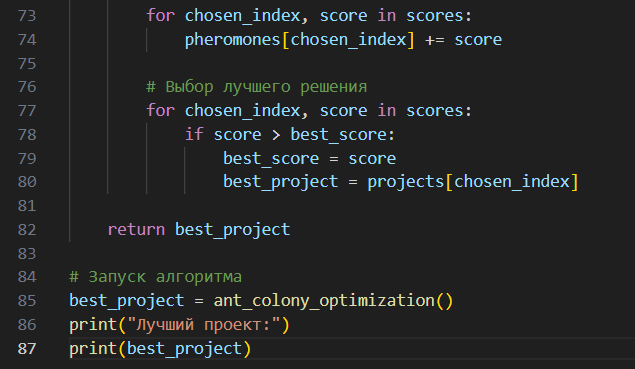 73        for chosen_index, score in scores:
74            pheromones[chosen_index] += score
75
76        # Выбор лучшего решения
77        for chosen_index, score in scores:
78            if score > best_score:
79                best_score = score
80                best_project = projects[chosen_index]
81
82    return best_project
83
84 # Запуск алгоритма
85 best_project = ant_colony_optimization()
86 print("Лучший проект:")
87 print(best_project)